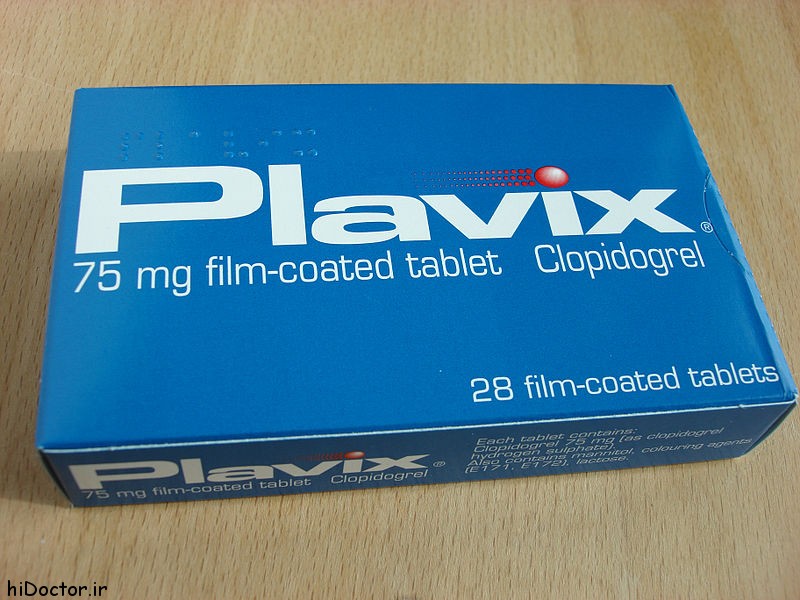 Plavix®
75 mg film-coated tablet Clopidogrel
28 film-coated tablets
Plavix®
75 mg film-coated tablet Clopidogrel
Each tablet contains:
Clopidogrel 75 mg (as clopidogrel
hydrogen sulphate).
Also contains mannitol, colouring agents
(E171, E172), lactose.
hiDoctor.ir